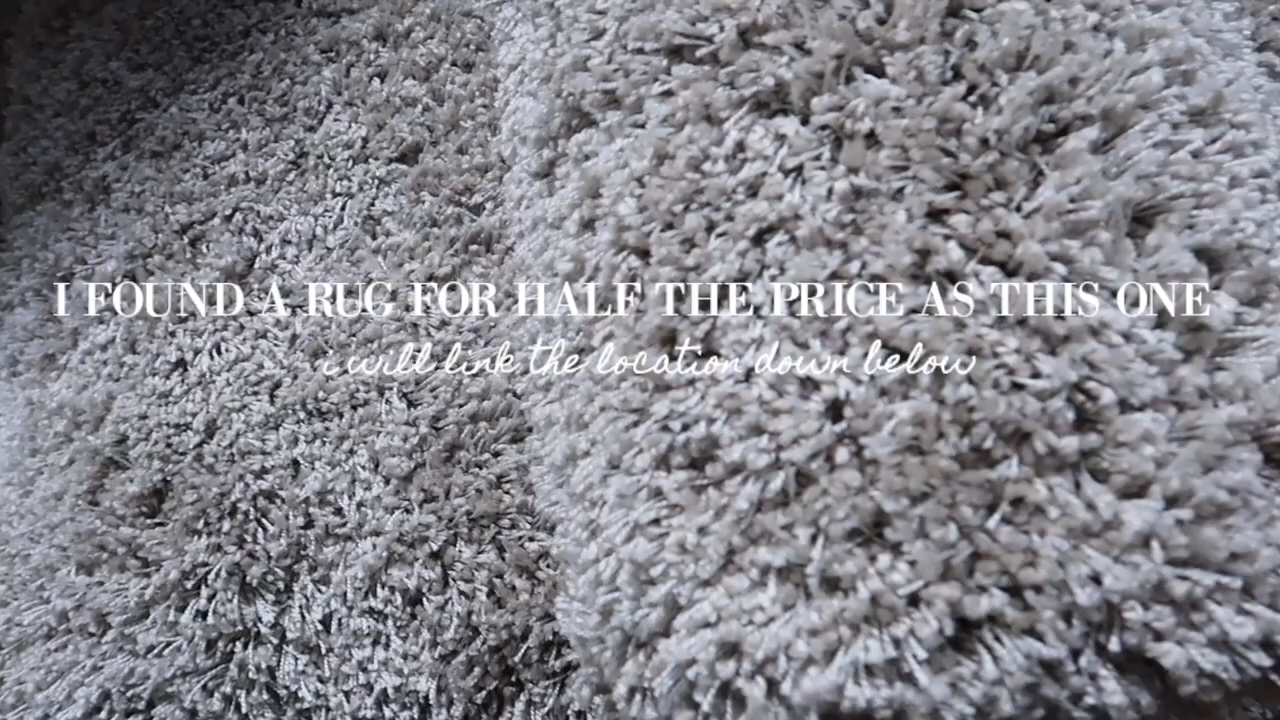 I FOUND A RUG FOR HALF THE PRICE AS THIS ONE
i will link the location down below